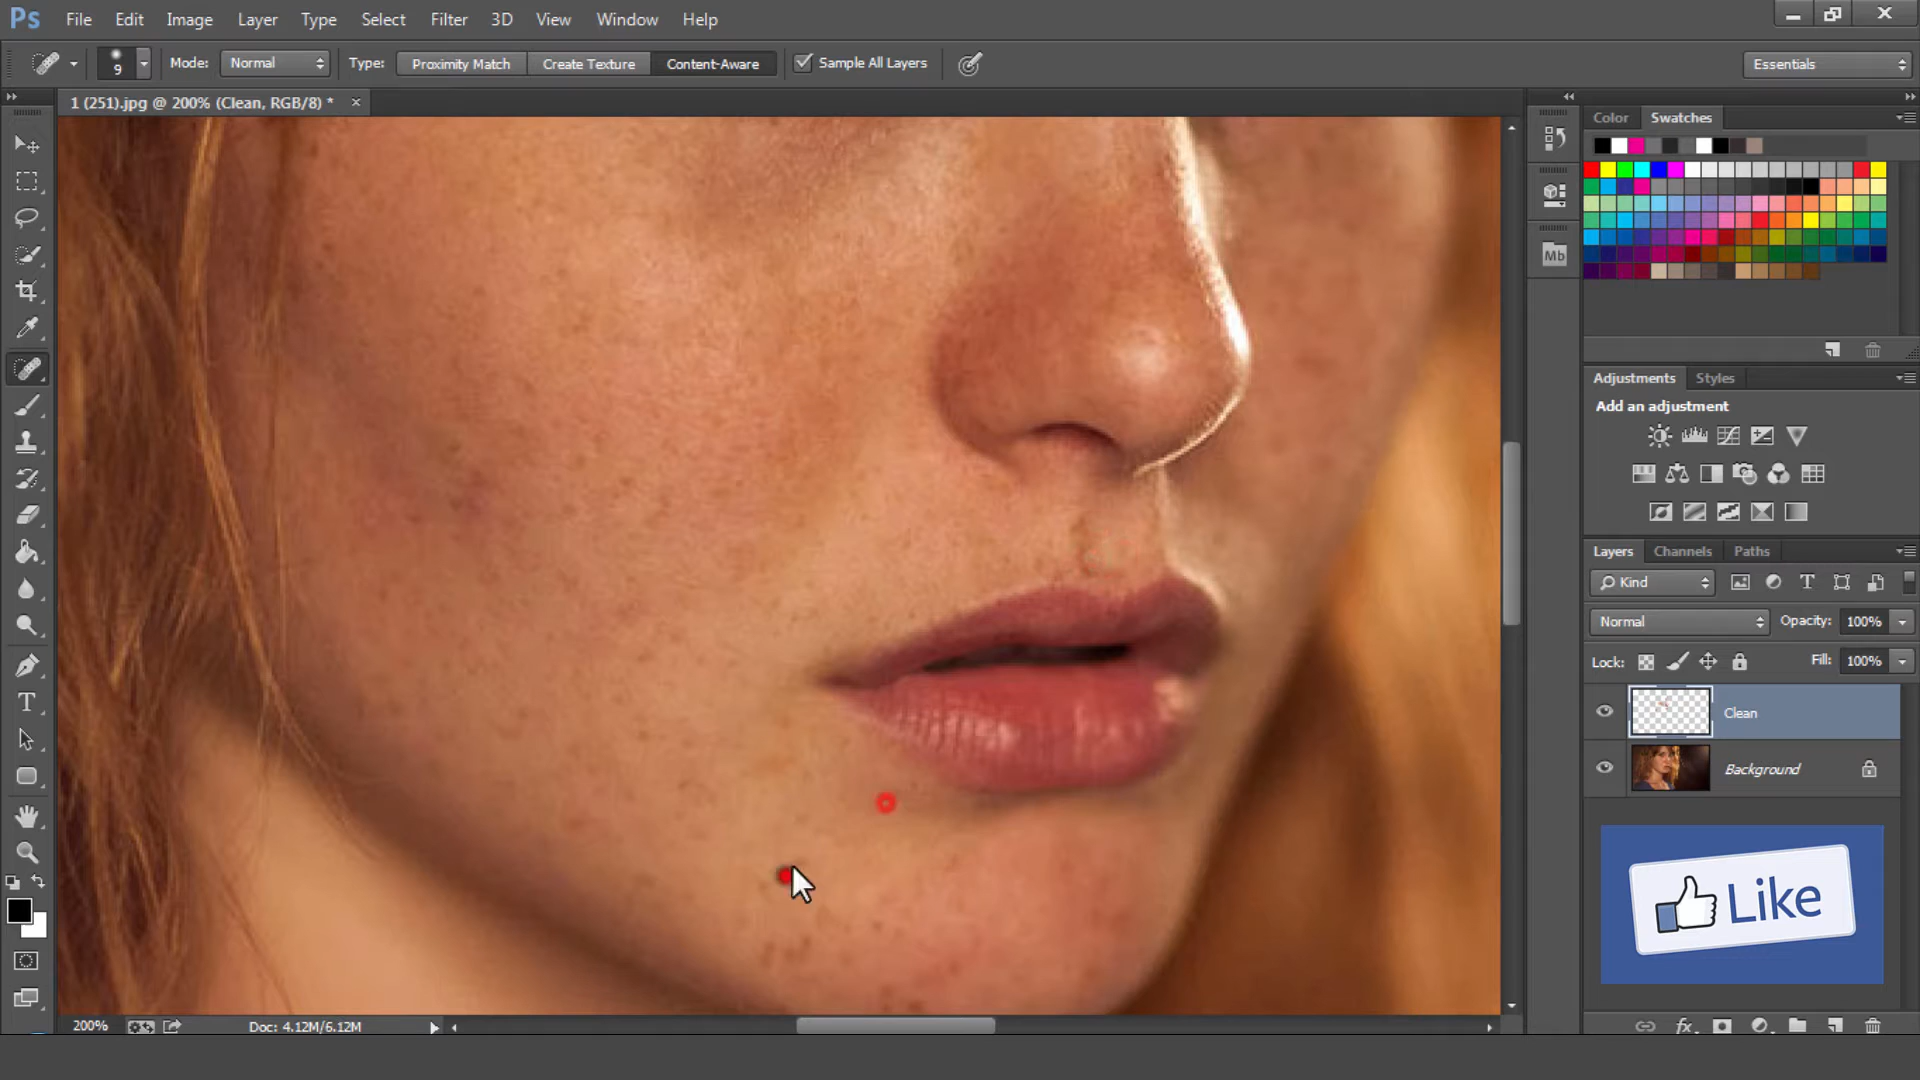 Ps File Edit Image Layer Type Select Filter 3D View Window Help
9 Mode: Normal Type: Proximity Match Create Texture Content-Aware Sample All Layers Essentials
1 (251).jpg @ 200% (Clean, RGB/8) *
Color Swatches
Mb
Adjustments Styles
Add an adjustment
Layers Channels Paths
Kind
Normal Opacity: 100%
Lock: Fill: 100%
Clean
Background
Like
200% Doc: 4.12M/6.12M